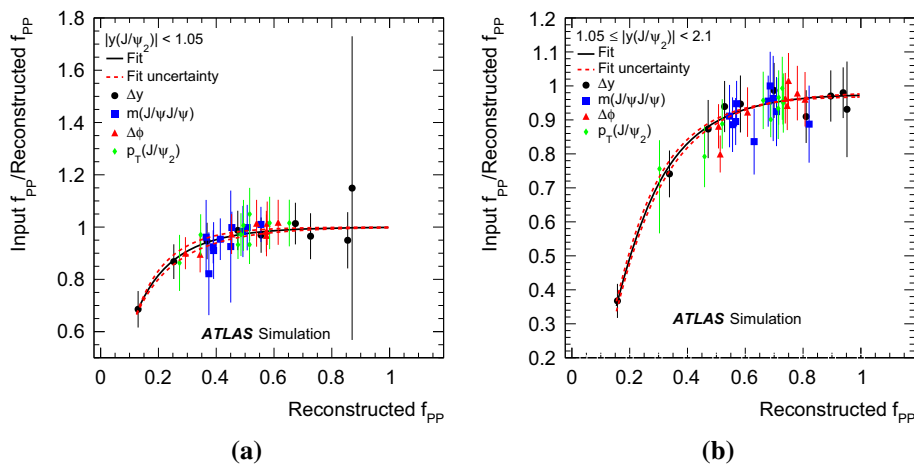 |y(J/ψ₂)| < 1.05
Fit
Fit uncertainty
Δy
m(J/ψJ/ψ)
Δϕ
p_T(J/ψ₂)
ATLAS Simulation
Input f_PP/Reconstructed f_PP
1.8
1.6
1.4
1.2
1
0.8
0.6
0 0.2 0.4 0.6 0.8 1
Reconstructed f_PP
(a)
1.05 ≤ |y(J/ψ₂)| < 2.1
Fit
Fit uncertainty
Δy
m(J/ψJ/ψ)
Δϕ
p_T(J/ψ₂)
ATLAS Simulation
Input f_PP/Reconstructed f_PP
1.2
1.1
1
0.9
0.8
0.7
0.6
0.5
0.4
0.3
0.2
0 0.2 0.4 0.6 0.8 1
Reconstructed f_PP
(b)